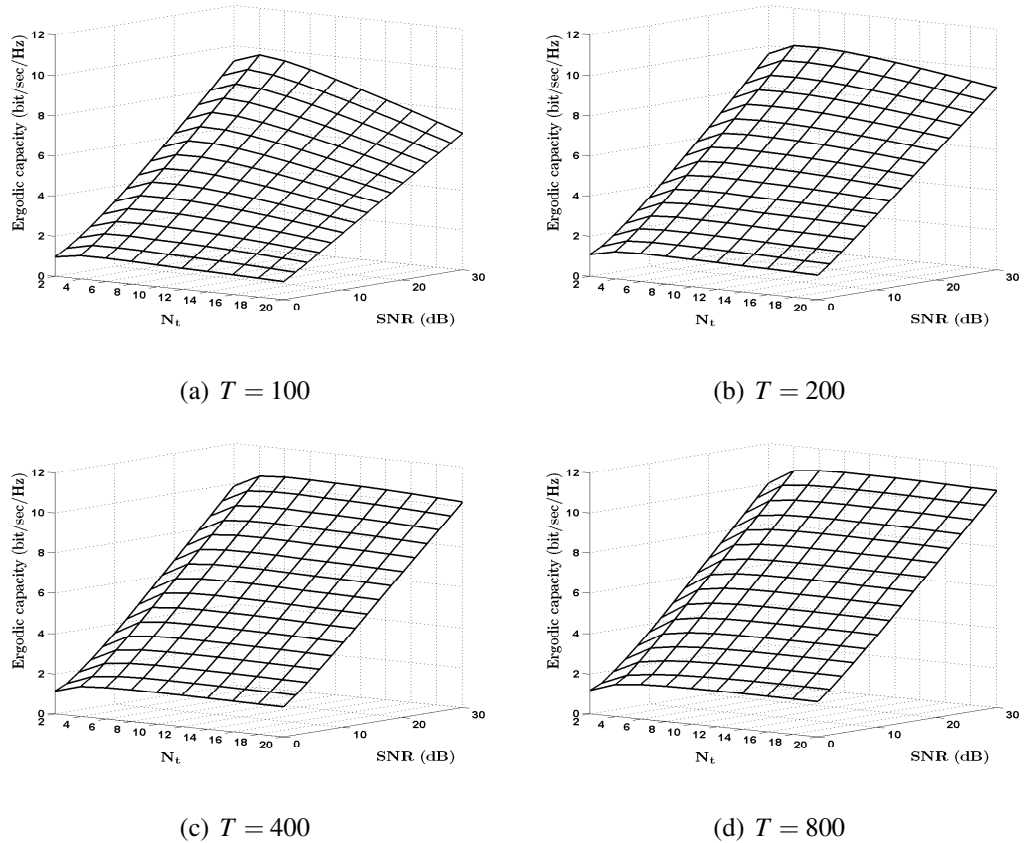 12
10
8
6
4
2
0
Ergodic capacity (bit/sec/Hz)
2 4 6 8 10 12 14 16 18 20
N_t
0 10 20 30
SNR (dB)
(a) T = 100
12
10
8
6
4
2
0
Ergodic capacity (bit/sec/Hz)
2 4 6 8 10 12 14 16 18 20
N_t
0 10 20 30
SNR (dB)
(b) T = 200
12
10
8
6
4
2
0
Ergodic capacity (bit/sec/Hz)
2 4 6 8 10 12 14 16 18 20
N_t
0 10 20 30
SNR (dB)
(c) T = 400
12
10
8
6
4
2
0
Ergodic capacity (bit/sec/Hz)
2 4 6 8 10 12 14 16 18 20
N_t
0 10 20 30
SNR (dB)
(d) T = 800